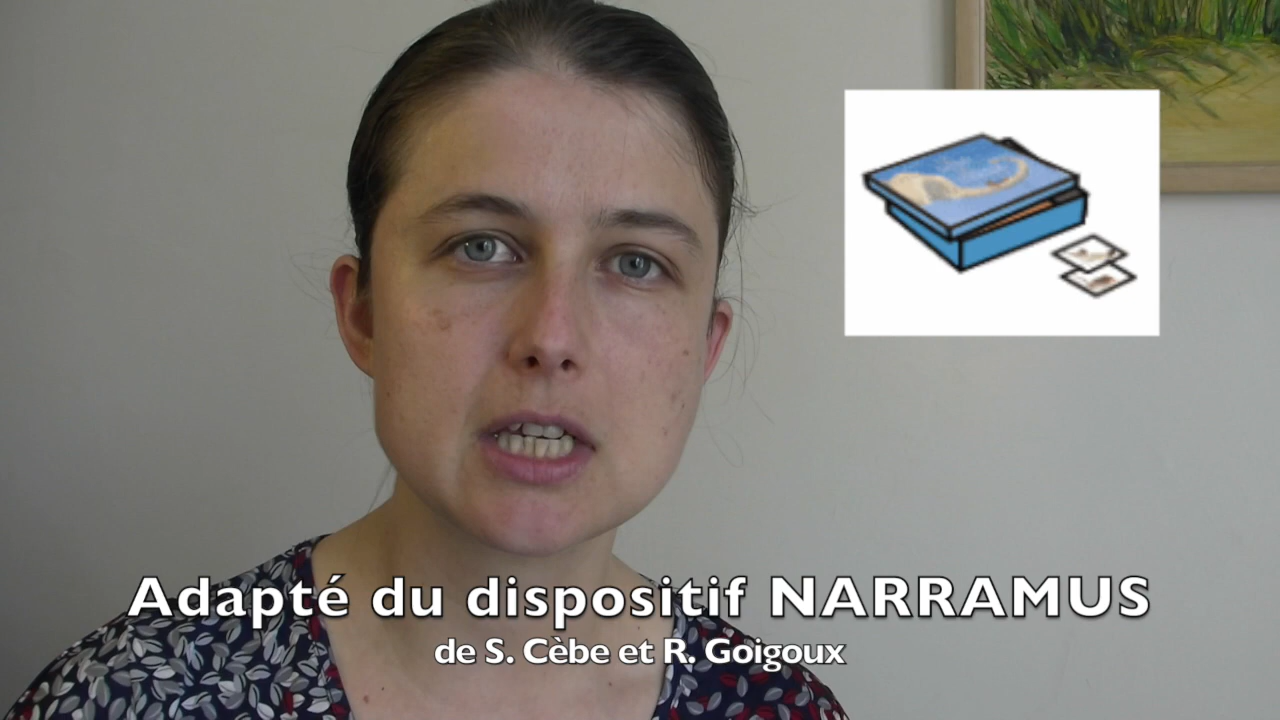 Adapté du dispositif NARRAMUS
de S. Cèbe et R. Goigoux